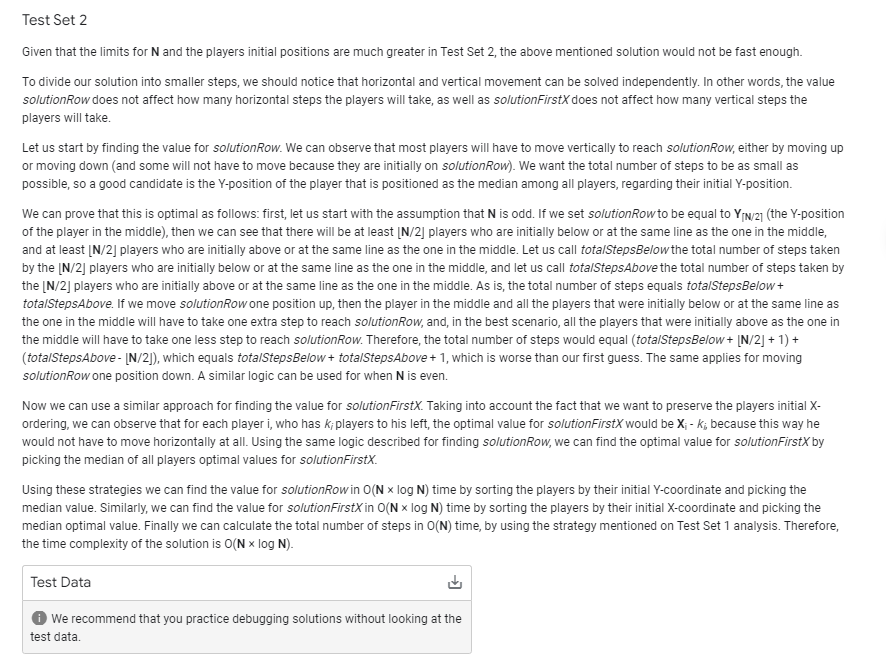 Test Set 2
Given that the limits for N and the players initial positions are much greater in Test Set 2, the above mentioned solution would not be fast enough.
To divide our solution into smaller steps, we should notice that horizontal and vertical movement can be solved independently. In other words, the value
solutionRow does not affect how many horizontal steps the players will take, as well as solutionFirstX does not affect how many vertical steps the
players will take.
Let us start by finding the value for solutionRow. We can observe that most players will have to move vertically to reach solutionRow, either by moving up
or moving down (and some will not have to move because they are initially on solutionRow). We want the total number of steps to be as small as
possible, so a good candidate is the Y-position of the player that is positioned as the median among all players, regarding their initial Y-position.
We can prove that this is optimal as follows: first, let us start with the assumption that N is odd. If we set solutionRow to be equal to Y⌈N/2⌉ (the Y-position
of the player in the middle), then we can see that there will be at least ⌊N/2⌋ players who are initially below or at the same line as the one in the middle,
and at least ⌊N/2⌋ players who are initially above or at the same line as the one in the middle. Let us call totalStepsBelow the total number of steps taken
by the ⌊N/2⌋ players who are initially below or at the same line as the one in the middle, and let us call totalStepsAbove the total number of steps taken by
the ⌊N/2⌋ players who are initially above or at the same line as the one in the middle. As is, the total number of steps equals totalStepsBelow +
totalStepsAbove. If we move solutionRow one position up, then the player in the middle and all the players that were initially below or at the same line as
the one in the middle will have to take one extra step to reach solutionRow, and, in the best scenario, all the players that were initially above as the one in
the middle will have to take one less step to reach solutionRow. Therefore, the total number of steps would equal (totalStepsBelow + ⌊N/2⌋ + 1) +
(totalStepsAbove - ⌊N/2⌋), which equals totalStepsBelow + totalStepsAbove + 1, which is worse than our first guess. The same applies for moving
solutionRow one position down. A similar logic can be used for when N is even.
Now we can use a similar approach for finding the value for solutionFirstX. Taking into account the fact that we want to preserve the players initial X-
ordering, we can observe that for each player i, who has ki players to his left, the optimal value for solutionFirstX would be Xi - ki, because this way he
would not have to move horizontally at all. Using the same logic described for finding solutionRow, we can find the optimal value for solutionFirstX by
picking the median of all players optimal values for solutionFirstX.
Using these strategies we can find the value for solutionRow in O(N × log N) time by sorting the players by their initial Y-coordinate and picking the
median value. Similarly, we can find the value for solutionFirstX in O(N × log N) time by sorting the players by their initial X-coordinate and picking the
median optimal value. Finally we can calculate the total number of steps in O(N) time, by using the strategy mentioned on Test Set 1 analysis. Therefore,
the time complexity of the solution is O(N × log N).
Test Data
We recommend that you practice debugging solutions without looking at the
test data.